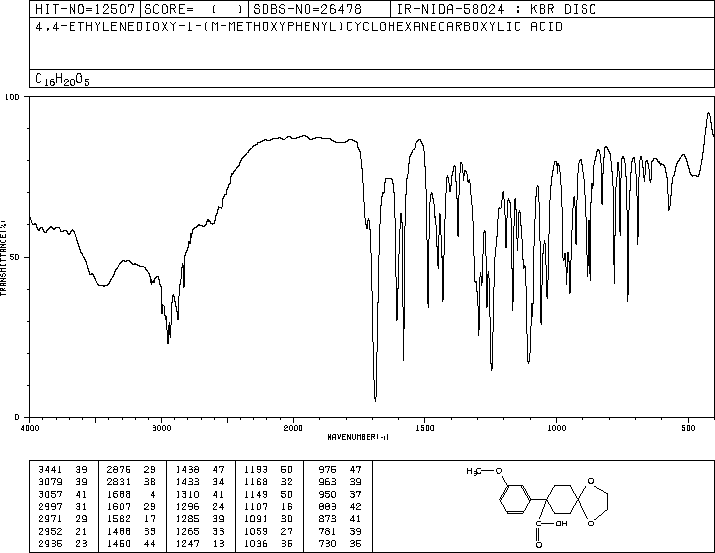 HIT-NO=12507 SCORE= ( ) SDBS-NO=26478 IR-NIDA-58024 : KBR DISC
4,4-ETHYLENEDIOXY-1-(M-METHOXYPHENYL)CYCLOHEXANECARBOXYLIC ACID
C16H20O5
100
50
0
TRANSMITTANCE(%)
4000 3000 2000 1500 1000 500
WAVENUMBER(-1)
3441 39 2876 29 1438 47 1193 50 976 47
3079 39 2831 38 1433 34 1168 32 963 39
3057 41 1688 4 1310 41 1149 50 950 37
2997 31 1607 29 1296 24 1107 16 889 42
2971 29 1582 17 1285 39 1091 30 873 41
2952 21 1488 33 1265 33 1059 27 781 39
2936 23 1460 44 1247 13 1036 36 730 35
H3C O
O
O
C OH
O